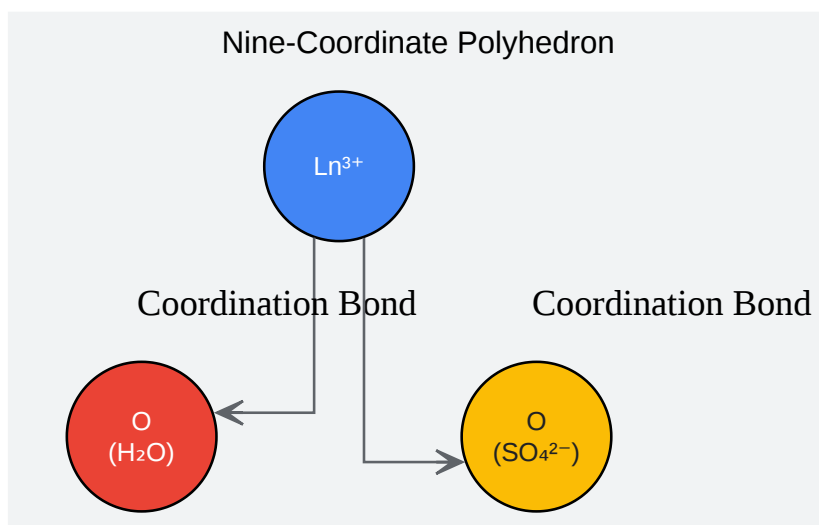 Nine-Coordinate Polyhedron
Ln³⁺
Coordination Bond
Coordination Bond
O
(H₂O)
O
(SO₄²⁻)